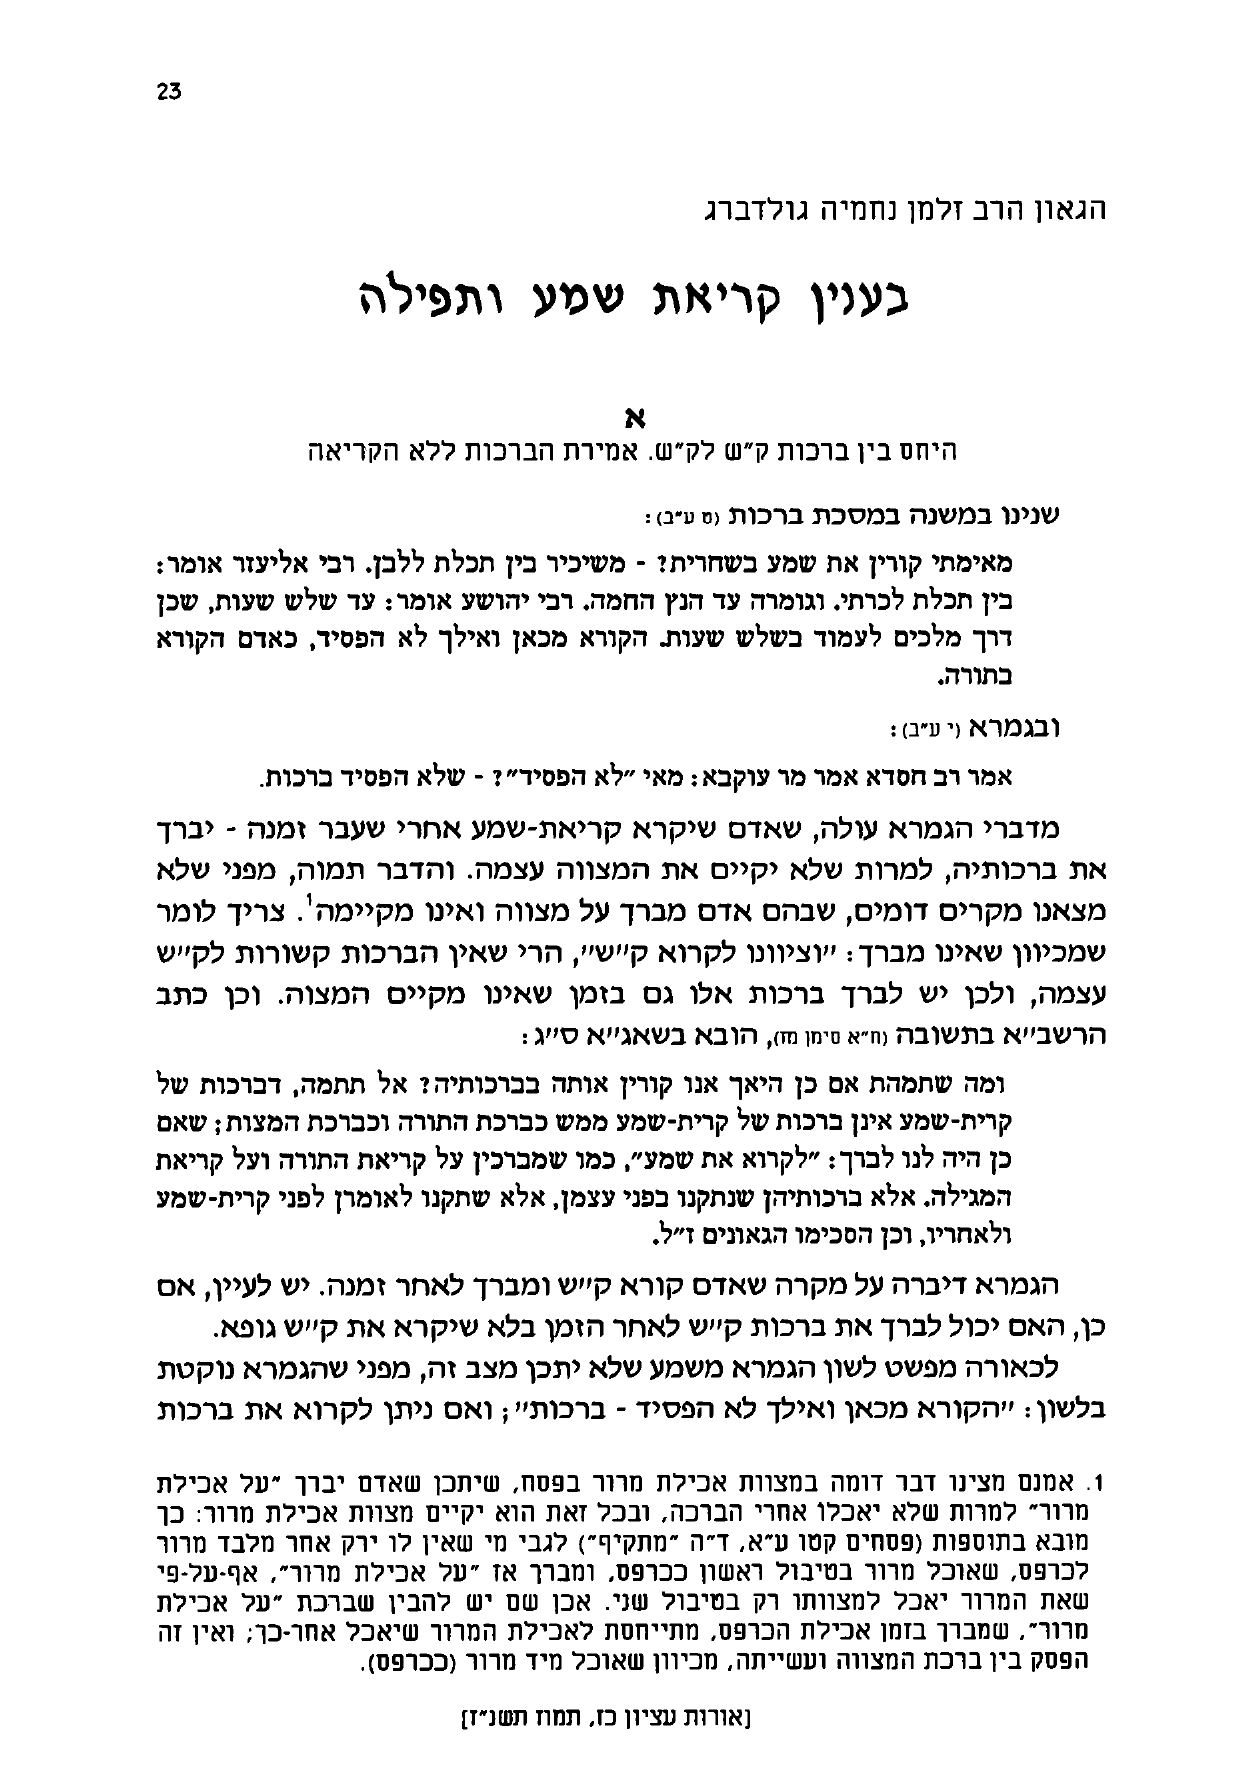 23
הגאון הרב זלמן נחמיה גולדברג
בענין קריאת שמע ותפילה
א
היחס בין ברכות ק״ש לק״ש. אמירת הברכות ללא הקריאה
שנינו במשנה במסכת ברכות (ט ע״ב):
מאימתי קורין את שמע בשחרית? - משיכיר בין תכלת ללבן. רבי אליעזר אומר:
בין תכלת לכרתי. וגומרה עד הנץ החמה. רבי יהושע אומר: עד שלש שעות, שכן
דרך מלכים לעמוד בשלש שעות. הקורא מכאן ואילך לא הפסיד, כאדם הקורא
בתורה.
ובגמרא (י ע״ב):
אמר רב חסדא אמר מר עוקבא: מאי ״לא הפסיד״? - שלא הפסיד ברכות.
מדברי הגמרא עולה, שאדם שיקרא קריאת-שמע אחרי שעבר זמנה - יברך
את ברכותיה, למרות שלא יקיים את המצווה עצמה. והדבר תמוה, מפני שלא
מצאנו מקרים דומים, שבהם אדם מברך על מצווה ואינו מקיימה¹. צריך לומר
שמכיוון שאינו מברך: ״וציוונו לקרוא ק״ש״, הרי שאין הברכות קשורות לק״ש
עצמה, ולכן יש לברך ברכות אלו גם בזמן שאינו מקיים המצוה. וכן כתב
הרשב״א בתשובה (ח״א סימן מז), הובא בשאג״א ס״ג:
ומה שתמהת אם כן היאך אנו קורין אותה בברכותיה? אל תתמה, דברכות של
קרית-שמע אינן ברכות של קרית-שמע ממש כברכת התורה וכברכת המצות; שאם
כן היה לנו לברך: ״לקרוא את שמע״, כמו שמברכין על קריאת התורה ועל קריאת
המגילה. אלא ברכותיהן שנתקנו בפני עצמן, אלא שתקנו לאומרן לפני קרית-שמע
ולאחריו, וכן הסכימו הגאונים ז״ל.
הגמרא דיברה על מקרה שאדם קורא ק״ש ומברך לאחר זמנה. יש לעיין, אם
כן, האם יכול לברך את ברכות ק״ש לאחר הזמן בלא שיקרא את ק״ש גופא.
לכאורה מפשט לשון הגמרא משמע שלא יתכן מצב זה, מפני שהגמרא נוקטת
בלשון: ״הקורא מכאן ואילך לא הפסיד - ברכות״; ואם ניתן לקרוא את ברכות
1. אמנם מצינו דבר דומה במצוות אכילת מרור בפסח, שיתכן שאדם יברך ״על אכילת
מרור״ למרות שלא יאכלו אחרי הברכה, ובכל זאת הוא יקיים מצוות אכילת מרור: כך
מובא בתוספות (פסחים קטו ע״א, ד״ה ״מתקיף״) לגבי מי שאין לו ירק אחר מלבד מרור
לכרפס, שאוכל מרור בטיבול ראשון ככרפס, ומברך אז ״על אכילת מרור״, אף-על-פי
שאת המרור יאכל למצוותו רק בטיבול שני. אכן שם יש להבין שברכת ״על אכילת
מרור״, שמברך בזמן אכילת הכרפס, מתייחסת לאכילת המרור שיאכל אחר-כך; ואין זה
הפסק בין ברכת המצווה ועשייתה, מכיוון שאוכל מיד מרור (ככרפס).
[אורות עציון כז, תמוז תשנ״ז]